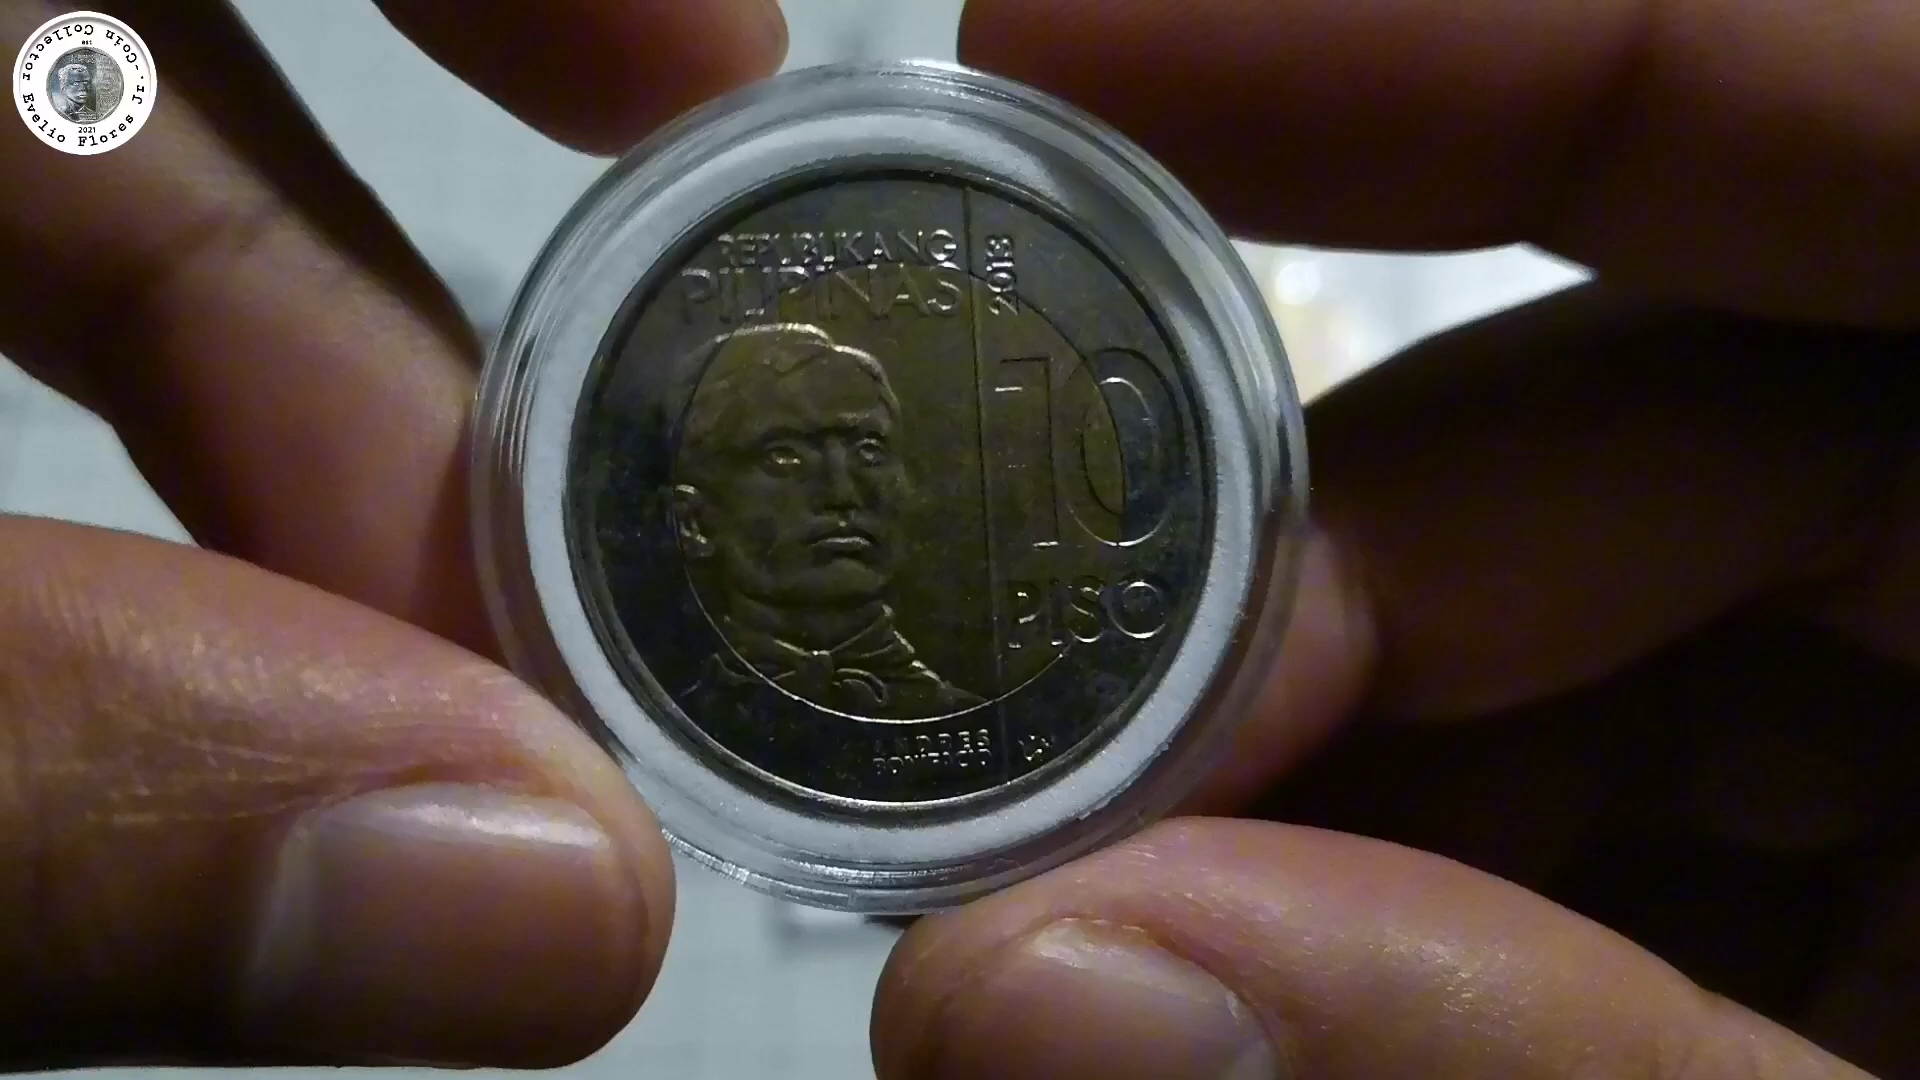 Coin Collector Evelio Flores Jr.
2021
REPUBLIKANG
PILIPINAS
2013
10
PISO
ANDRES
BONIFACIO